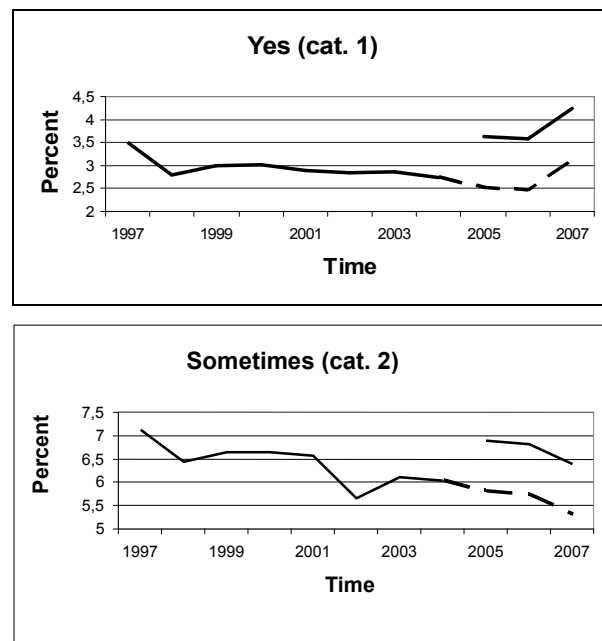 Yes (cat. 1)
4,5
4
3,5
3
2,5
2
Percent
1997 1999 2001 2003 2005 2007
Time
Sometimes (cat. 2)
7,5
7
6,5
6
5,5
5
Percent
1997 1999 2001 2003 2005 2007
Time